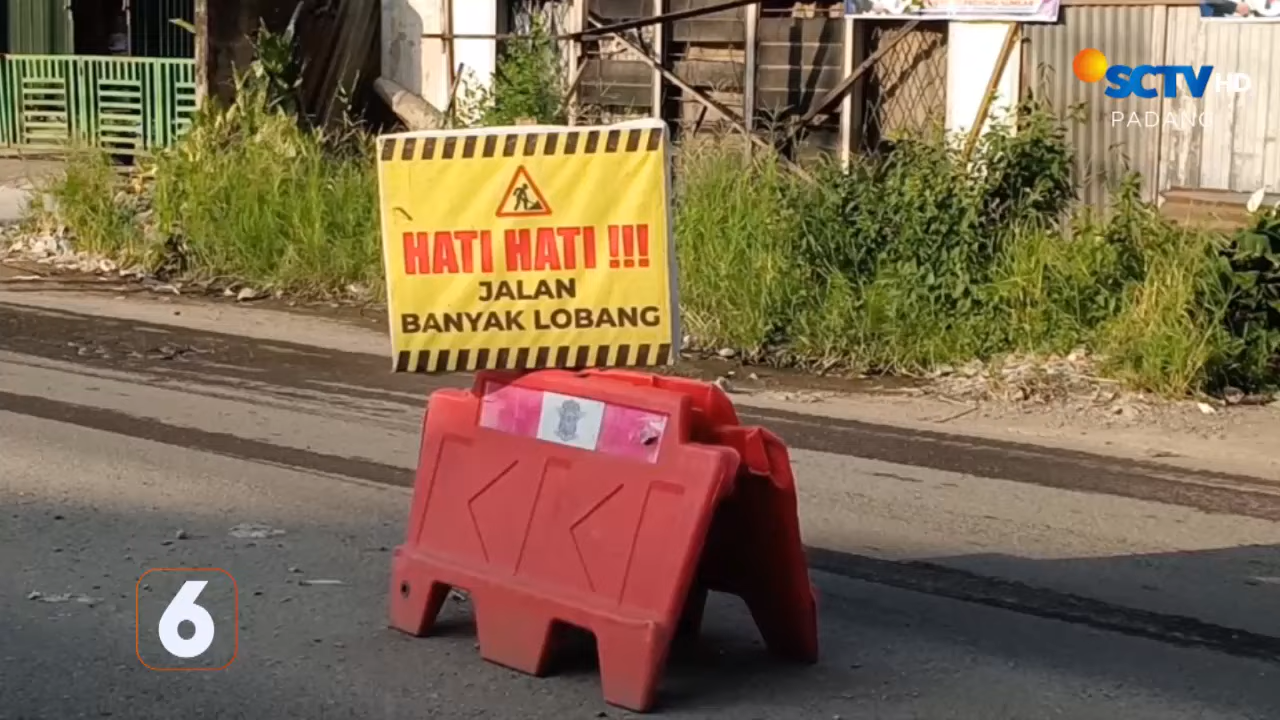 SCTV HD
PADANG
HATI HATI !!!
JALAN
BANYAK LOBANG
6